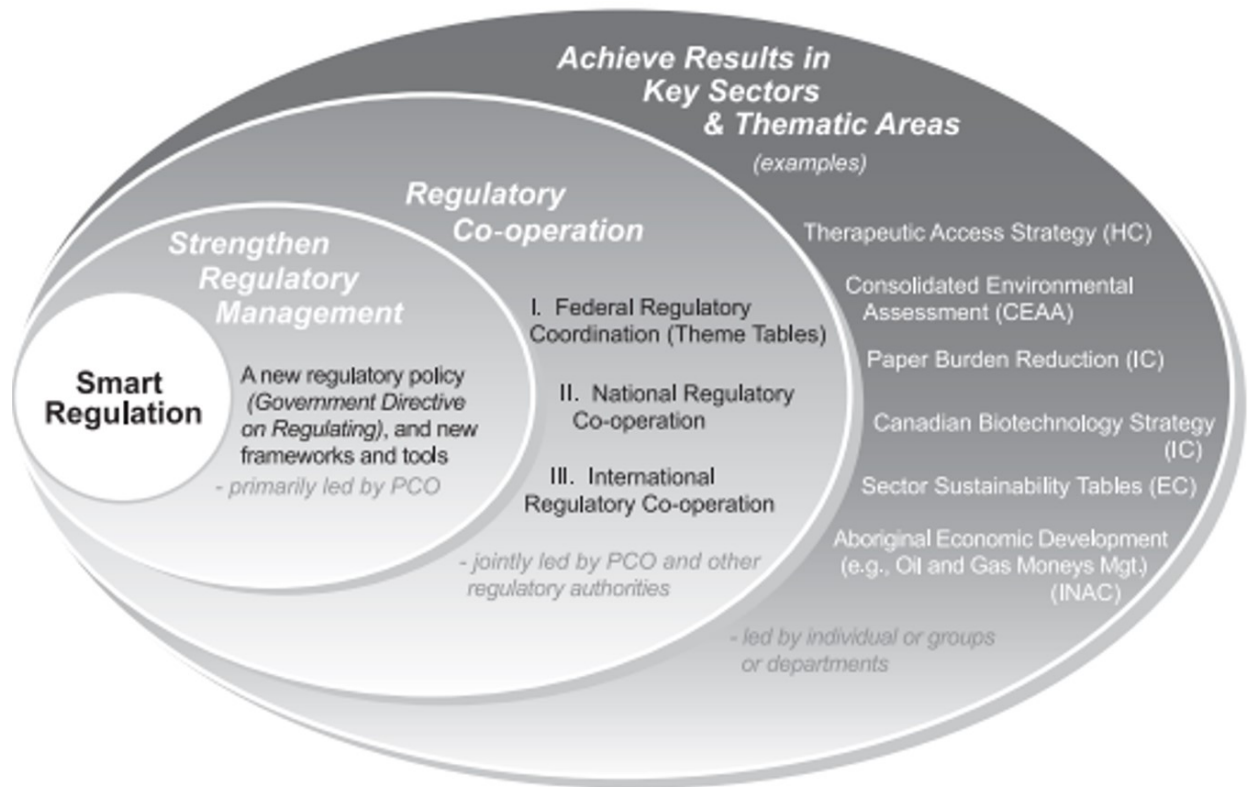 Achieve Results in
Key Sectors
& Thematic Areas
(examples)
Therapeutic Access Strategy (HC)
Consolidated Environmental
Assessment (CEAA)
Paper Burden Reduction (IC)
Canadian Biotechnology Strategy
(IC)
Sector Sustainability Tables (EC)
Aboriginal Economic Development
(e.g., Oil and Gas Moneys Mgt.)
(INAC)
- led by individual or groups
or departments
Regulatory
Co-operation
I. Federal Regulatory
Coordination (Theme Tables)
II. National Regulatory
Co-operation
III. International
Regulatory Co-operation
- jointly led by PCO and other
regulatory authorities
Strengthen
Regulatory
Management
A new regulatory policy
(Government Directive
on Regulating), and new
frameworks and tools
- primarily led by PCO
Smart
Regulation